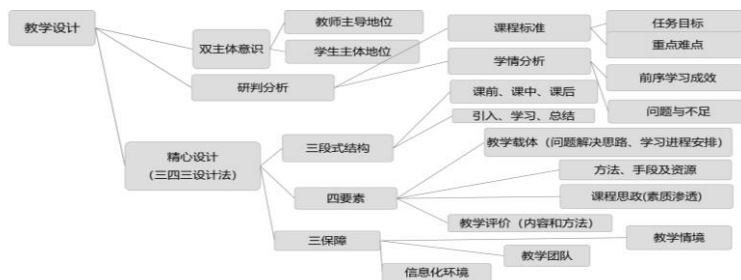 教学设计
双主体意识
教师主导地位
学生主体地位
研判分析
课程标准
任务目标
重点难点
学情分析
前序学习成效
问题与不足
精心设计
（三四三设计法）
三段式结构
课前、课中、课后
引入、学习、总结
四要素
教学载体（问题解决思路、学习进程安排）
方法、手段及资源
课程思政(素质渗透)
教学评价（内容和方法）
三保障
教学情境
教学团队
信息化环境